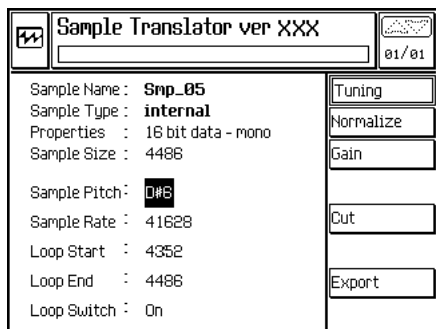 Sample Translator ver XXX
01/01
Sample Name : Smp_05
Sample Type : internal
Properties : 16 bit data - mono
Sample Size : 4486
Sample Pitch : D#6
Sample Rate : 41628
Loop Start : 4352
Loop End : 4486
Loop Switch : On
Tuning
Normalize
Gain
Cut
Export